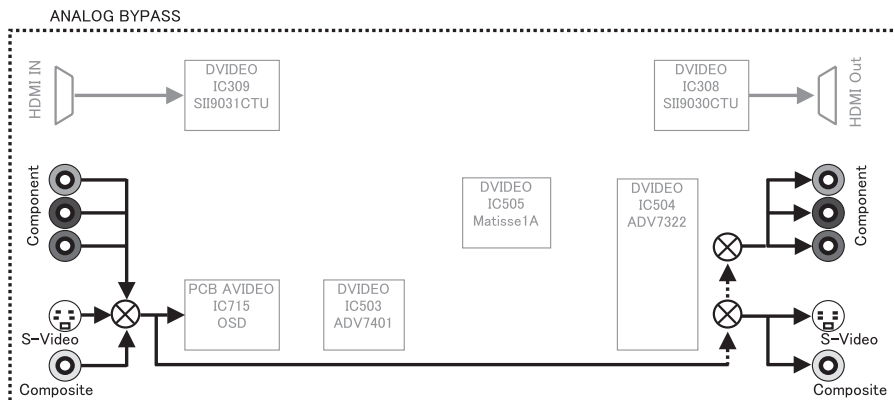 ANALOG BYPASS
HDMI IN
DVIDEO
IC309
SII9031CTU
DVIDEO
IC308
SII9030CTU
HDMI Out
Component
DVIDEO
IC505
Matisse1A
DVIDEO
IC504
ADV7322
Component
PCB AVIDEO
IC715
OSD
DVIDEO
IC503
ADV7401
S-Video
S-Video
Composite
Composite